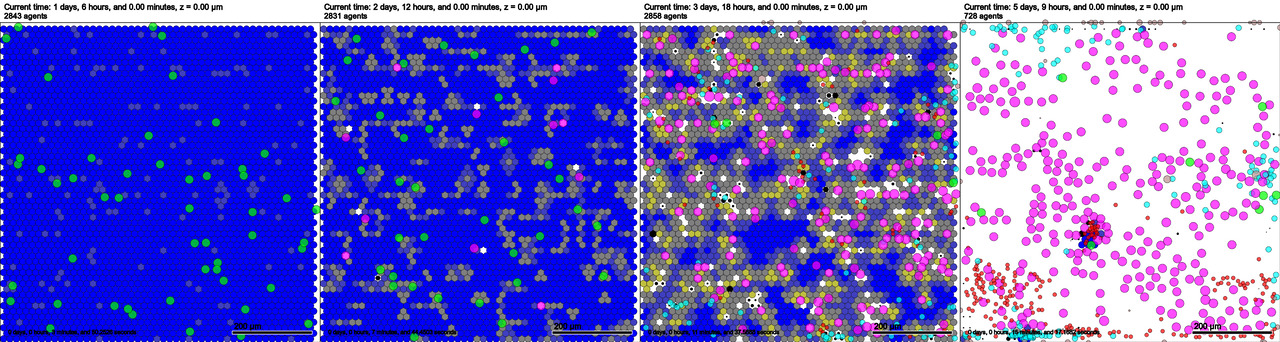 Current time: 1 days, 6 hours, and 0.00 minutes, z = 0.00 μm
2843 agents
Current time: 2 days, 12 hours, and 0.00 minutes, z = 0.00 μm
2831 agents
Current time: 3 days, 18 hours, and 0.00 minutes, z = 0.00 μm
2858 agents
Current time: 5 days, 9 hours, and 0.00 minutes, z = 0.00 μm
728 agents
200 μm
200 μm
200 μm
200 μm